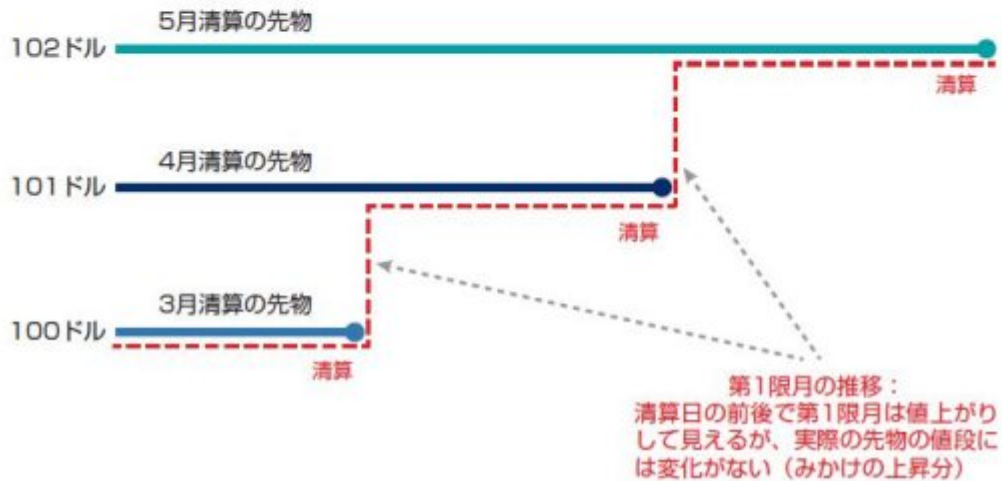 5月清算の先物
102ドル
清算
4月清算の先物
101ドル
清算
3月清算の先物
100ドル
清算
第1限月の推移：
清算日の前後で第1限月は値上がり
して見えるが、実際の先物の値段に
は変化がない（みかけの上昇分）